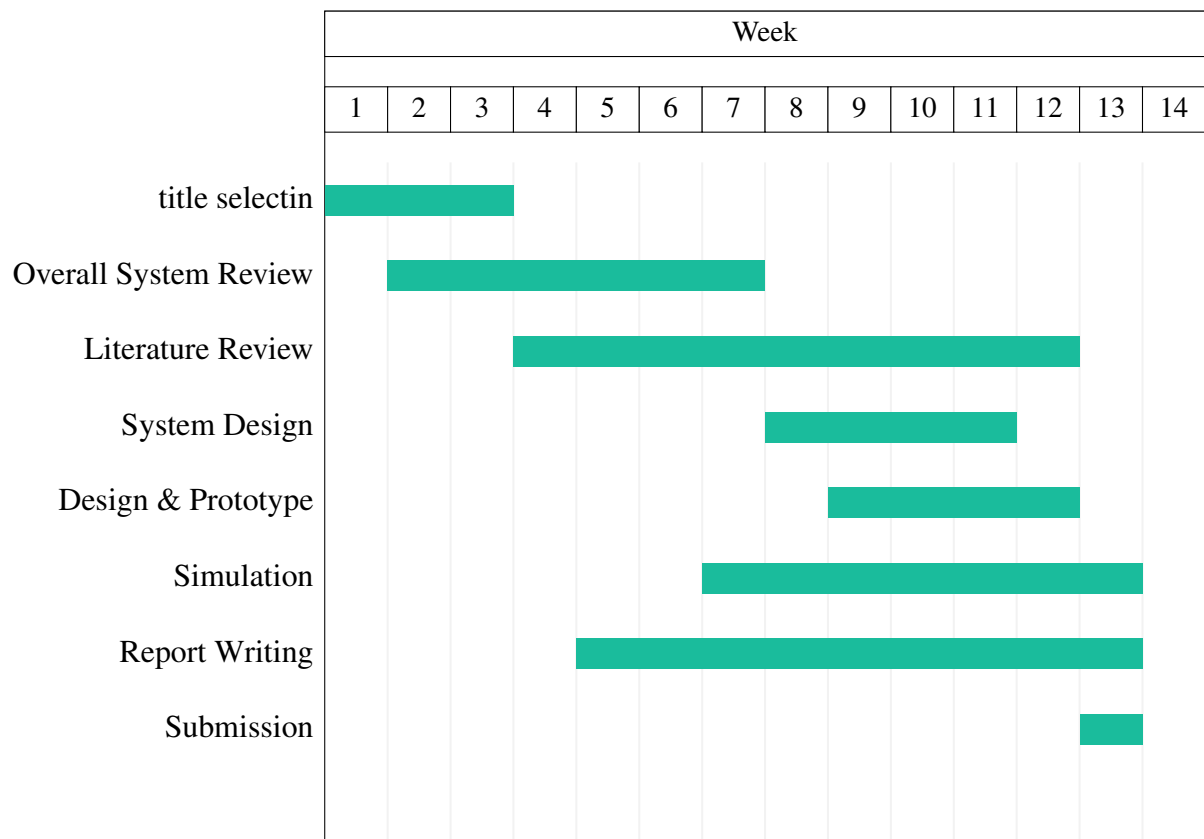 Week
1 2 3 4 5 6 7 8 9 10 11 12 13 14
title selectin
Overall System Review
Literature Review
System Design
Design & Prototype
Simulation
Report Writing
Submission